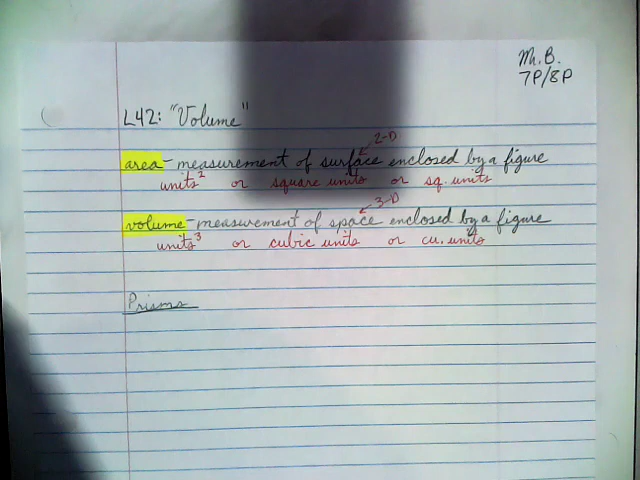 Mr. B.
7P/8P
L42: "Volume"
2-D
area - measurement of surface enclosed by a figure
units² or square units or sq. units
3-D
volume - measurement of space enclosed by a figure
units³ or cubic units or cu. units
Prisms